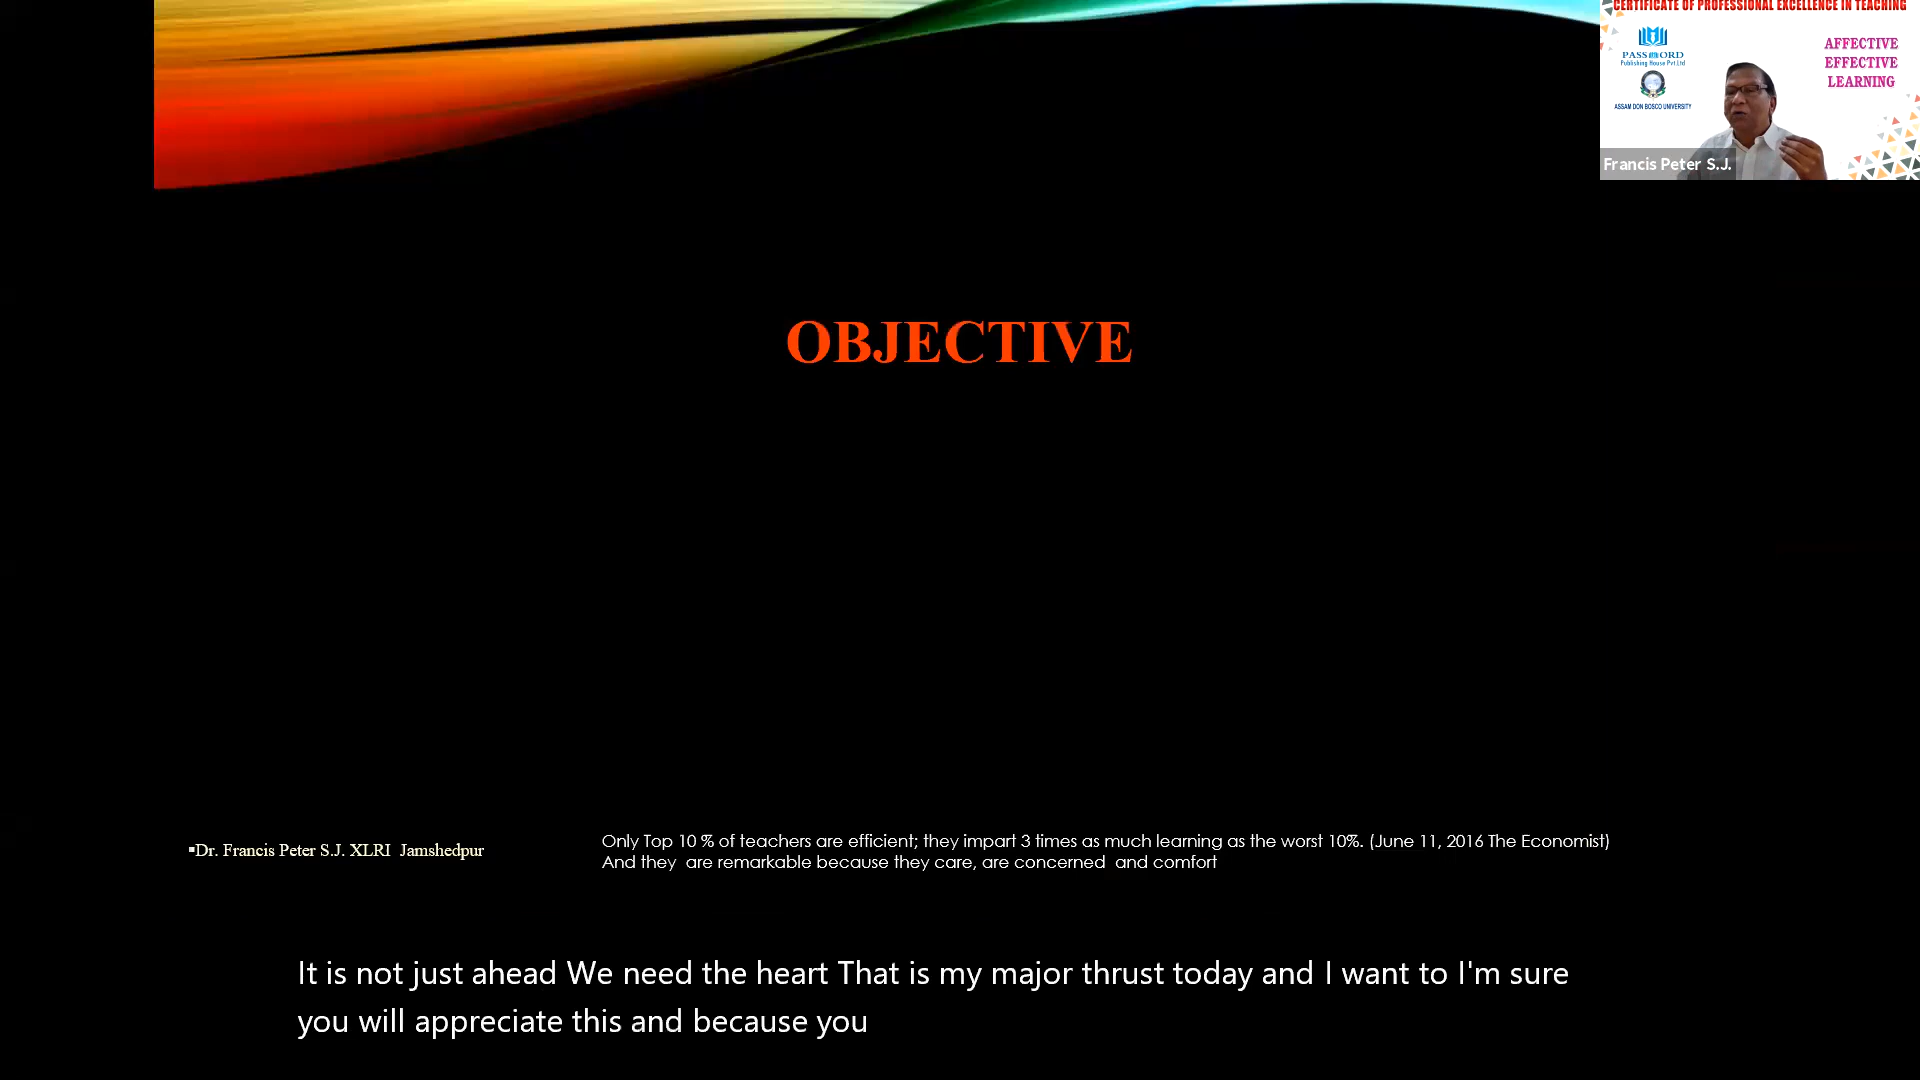 CERTIFICATE OF PROFESSIONAL EXCELLENCE IN TEACHING
PASSWORD
Publishing House Pvt.Ltd
ASSAM DON BOSCO UNIVERSITY
AFFECTIVE
EFFECTIVE
LEARNING
Francis Peter S.J.
OBJECTIVE
▪Dr. Francis Peter S.J. XLRI  Jamshedpur
Only Top 10 % of teachers are efficient; they impart 3 times as much learning as the worst 10%. (June 11, 2016 The Economist)
And they  are remarkable because they care, are concerned  and comfort
It is not just ahead We need the heart That is my major thrust today and I want to I'm sure
you will appreciate this and because you